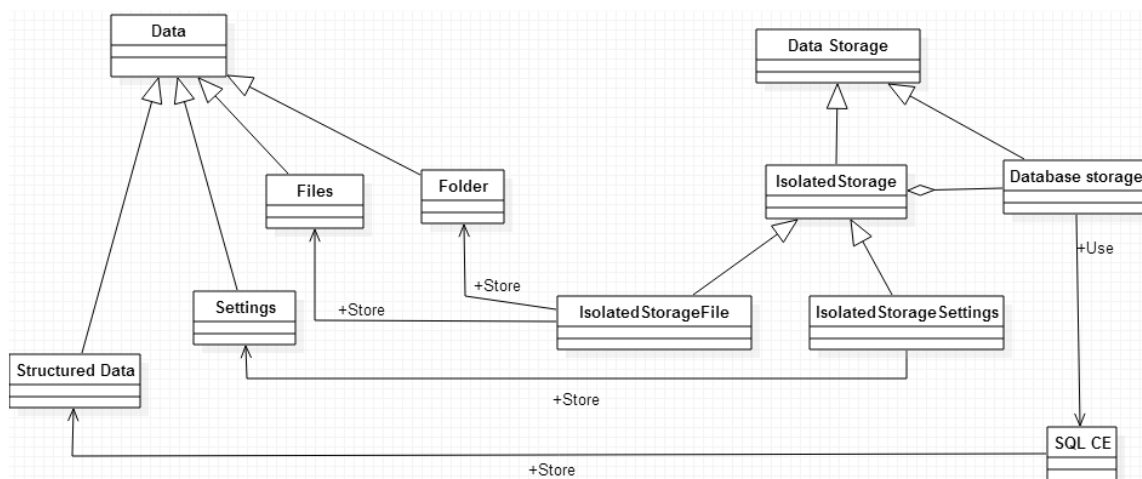 Data
Data Storage
Files
Folder
IsolatedStorage
Database storage
+Use
+Store
+Store
Settings
IsolatedStorageFile
IsolatedStorageSettings
Structured Data
+Store
SQL CE
+Store